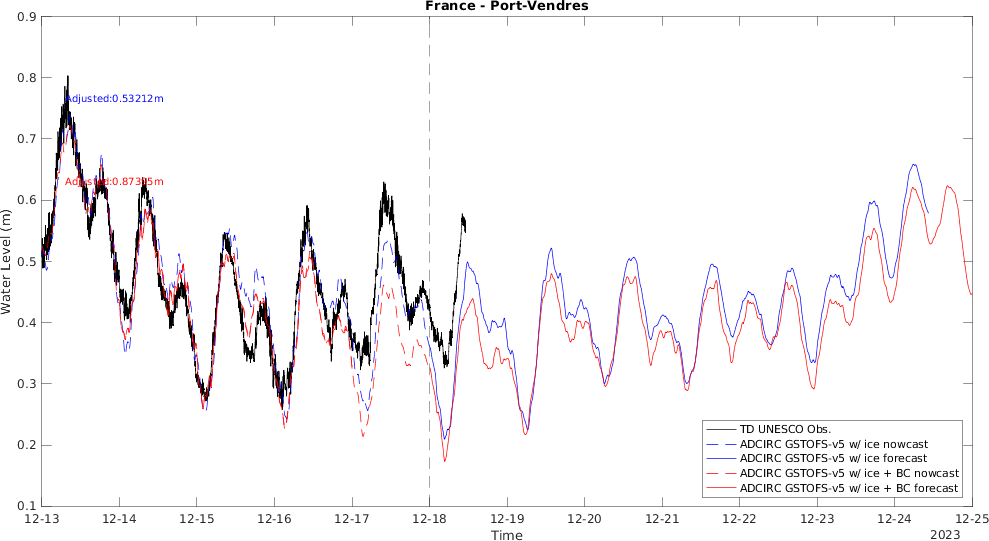 France - Port-Vendres
Water Level (m)
0.9
0.8
0.7
0.6
0.5
0.4
0.3
0.2
0.1
Adjusted:0.53212m
TD UNESCO Obs.
ADCIRC GSTOFS-v5 w/ ice nowcast
ADCIRC GSTOFS-v5 w/ ice forecast
ADCIRC GSTOFS-v5 w/ ice + BC nowcast
ADCIRC GSTOFS-v5 w/ ice + BC forecast
12-13 12-14 12-15 12-16 12-17 12-18 12-19 12-20 12-21 12-22 12-23 12-24 12-25
Time
2023